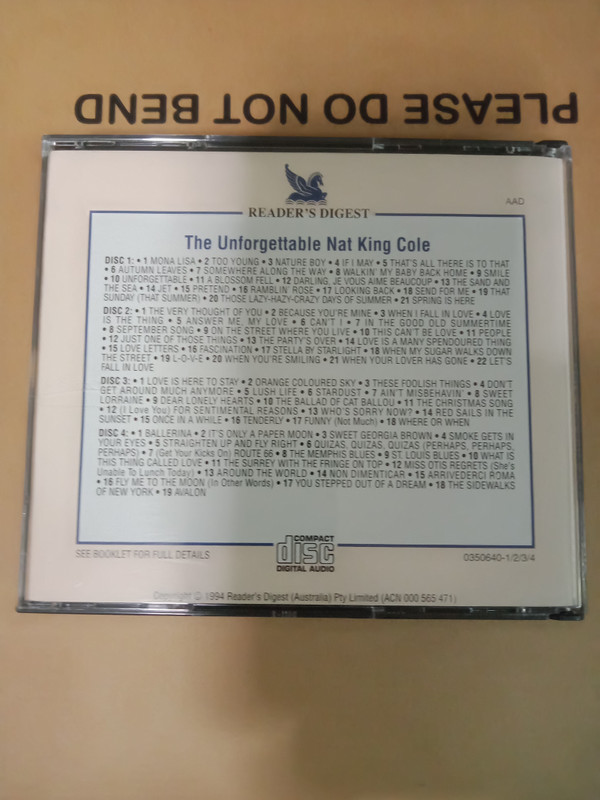 PLEASE DO NOT BEND
READER'S DIGEST
AAD
The Unforgettable Nat King Cole
DISC 1: • 1 MONA LISA • 2 TOO YOUNG • 3 NATURE BOY • 4 IF I MAY • 5 THAT'S ALL THERE IS TO THAT
• 6 AUTUMN LEAVES • 7 SOMEWHERE ALONG THE WAY • 8 WALKIN' MY BABY BACK HOME • 9 SMILE
• 10 UNFORGETTABLE • 11 A BLOSSOM FELL • 12 DARLING, JE VOUS AIME BEAUCOUP • 13 THE SAND AND
THE SEA • 14 JET • 15 PRETEND • 16 RAMBLIN' ROSE • 17 LOOKING BACK • 18 SEND FOR ME • 19 THAT
SUNDAY (THAT SUMMER) • 20 THOSE LAZY-HAZY-CRAZY DAYS OF SUMMER • 21 SPRING IS HERE
DISC 2: • 1 THE VERY THOUGHT OF YOU • 2 BECAUSE YOU'RE MINE • 3 WHEN I FALL IN LOVE • 4 LOVE
IS THE THING • 5 ANSWER ME, MY LOVE • 6 CAN'T I • 7 IN THE GOOD OLD SUMMERTIME
• 8 SEPTEMBER SONG • 9 ON THE STREET WHERE YOU LIVE • 10 THIS CAN'T BE LOVE • 11 PEOPLE
• 12 JUST ONE OF THOSE THINGS • 13 THE PARTY'S OVER • 14 LOVE IS A MANY SPENDOURED THING
• 15 LOVE LETTERS • 16 FASCINATION • 17 STELLA BY STARLIGHT • 18 WHEN MY SUGAR WALKS DOWN
THE STREET • 19 L-O-V-E • 20 WHEN YOU'RE SMILING • 21 WHEN YOUR LOVER HAS GONE • 22 LET'S
FALL IN LOVE
DISC 3: • 1 LOVE IS HERE TO STAY • 2 ORANGE COLOURED SKY • 3 THESE FOOLISH THINGS • 4 DON'T
GET AROUND MUCH ANYMORE • 5 LUSH LIFE • 6 STARDUST • 7 AIN'T MISBEHAVIN' • 8 SWEET
LORRAINE • 9 DEAR LONELY HEARTS • 10 THE BALLAD OF CAT BALLOU • 11 THE CHRISTMAS SONG
• 12 (I Love You) FOR SENTIMENTAL REASONS • 13 WHO'S SORRY NOW? • 14 RED SAILS IN THE
SUNSET • 15 ONCE IN A WHILE • 16 TENDERLY • 17 FUNNY (Not Much) • 18 WHERE OR WHEN
DISC 4: • 1 BALLERINA • 2 IT'S ONLY A PAPER MOON • 3 SWEET GEORGIA BROWN • 4 SMOKE GETS IN
YOUR EYES • 5 STRAIGHTEN UP AND FLY RIGHT • 6 QUIZAS, QUIZAS, QUIZAS (PERHAPS, PERHAPS,
PERHAPS) • 7 (Get Your Kicks On) ROUTE 66 • 8 THE MEMPHIS BLUES • 9 ST. LOUIS BLUES • 10 WHAT IS
THIS THING CALLED LOVE • 11 THE SURREY WITH THE FRINGE ON TOP • 12 MISS OTIS REGRETS (She's
Unable To Lunch Today) • 13 AROUND THE WORLD • 14 NON DIMENTICAR • 15 ARRIVEDERCI ROMA
• 16 FLY ME TO THE MOON (In Other Words) • 17 YOU STEPPED OUT OF A DREAM • 18 THE SIDEWALKS
OF NEW YORK • 19 AVALON
COMPACT
disc
DIGITAL AUDIO
SEE BOOKLET FOR FULL DETAILS
0350640-1/2/3/4
Copyright © 1994 Reader's Digest (Australia) Pty Limited (ACN 000 565 471)